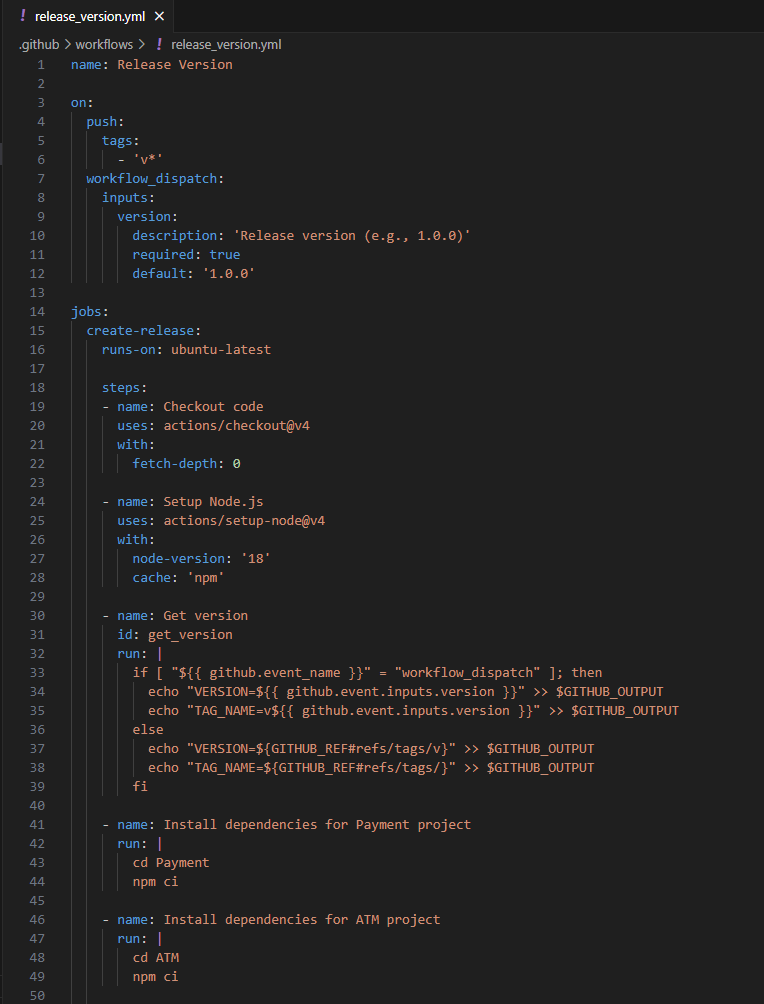 ! release_version.yml ×
.github > workflows > ! release_version.yml
1 name: Release Version
2
3 on:
4   push:
5     tags:
6       - 'v*'
7   workflow_dispatch:
8     inputs:
9       version:
10         description: 'Release version (e.g., 1.0.0)'
11         required: true
12         default: '1.0.0'
13
14 jobs:
15   create-release:
16     runs-on: ubuntu-latest
17
18     steps:
19     - name: Checkout code
20       uses: actions/checkout@v4
21       with:
22         fetch-depth: 0
23
24     - name: Setup Node.js
25       uses: actions/setup-node@v4
26       with:
27         node-version: '18'
28         cache: 'npm'
29
30     - name: Get version
31       id: get_version
32       run: |
33         if [ "${{ github.event_name }}" = "workflow_dispatch" ]; then
34           echo "VERSION=${{ github.event.inputs.version }}" >> $GITHUB_OUTPUT
35           echo "TAG_NAME=v${{ github.event.inputs.version }}" >> $GITHUB_OUTPUT
36         else
37           echo "VERSION=${GITHUB_REF#refs/tags/v}" >> $GITHUB_OUTPUT
38           echo "TAG_NAME=${GITHUB_REF#refs/tags/}" >> $GITHUB_OUTPUT
39         fi
40
41     - name: Install dependencies for Payment project
42       run: |
43         cd Payment
44         npm ci
45
46     - name: Install dependencies for ATM project
47       run: |
48         cd ATM
49         npm ci
50